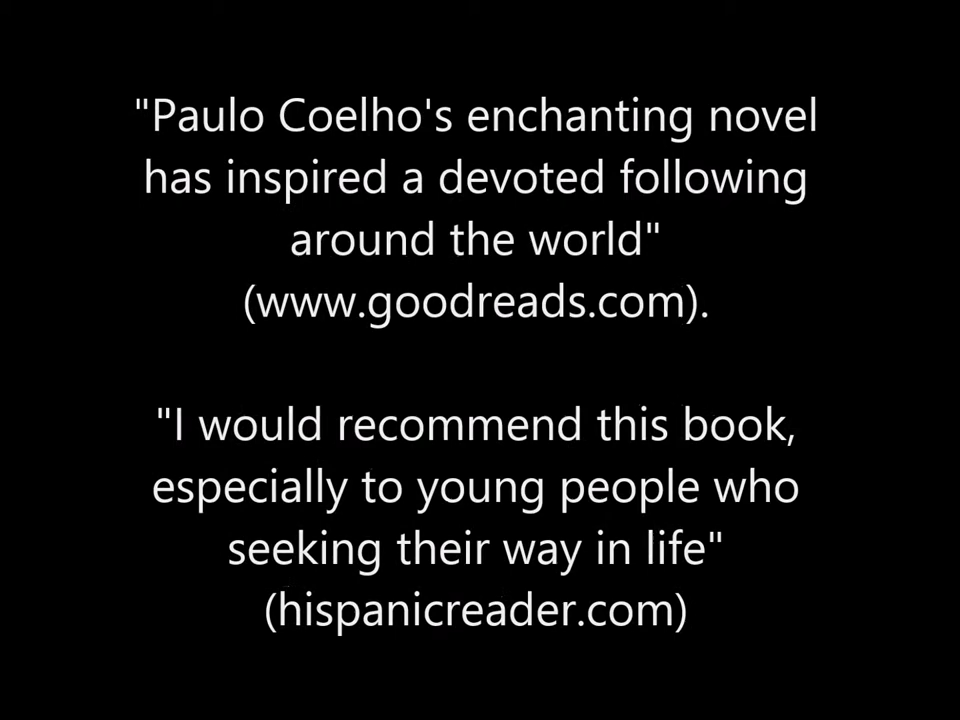 "Paulo Coelho's enchanting novel
has inspired a devoted following
around the world"
(www.goodreads.com).
"I would recommend this book,
especially to young people who
seeking their way in life"
(hispanicreader.com)